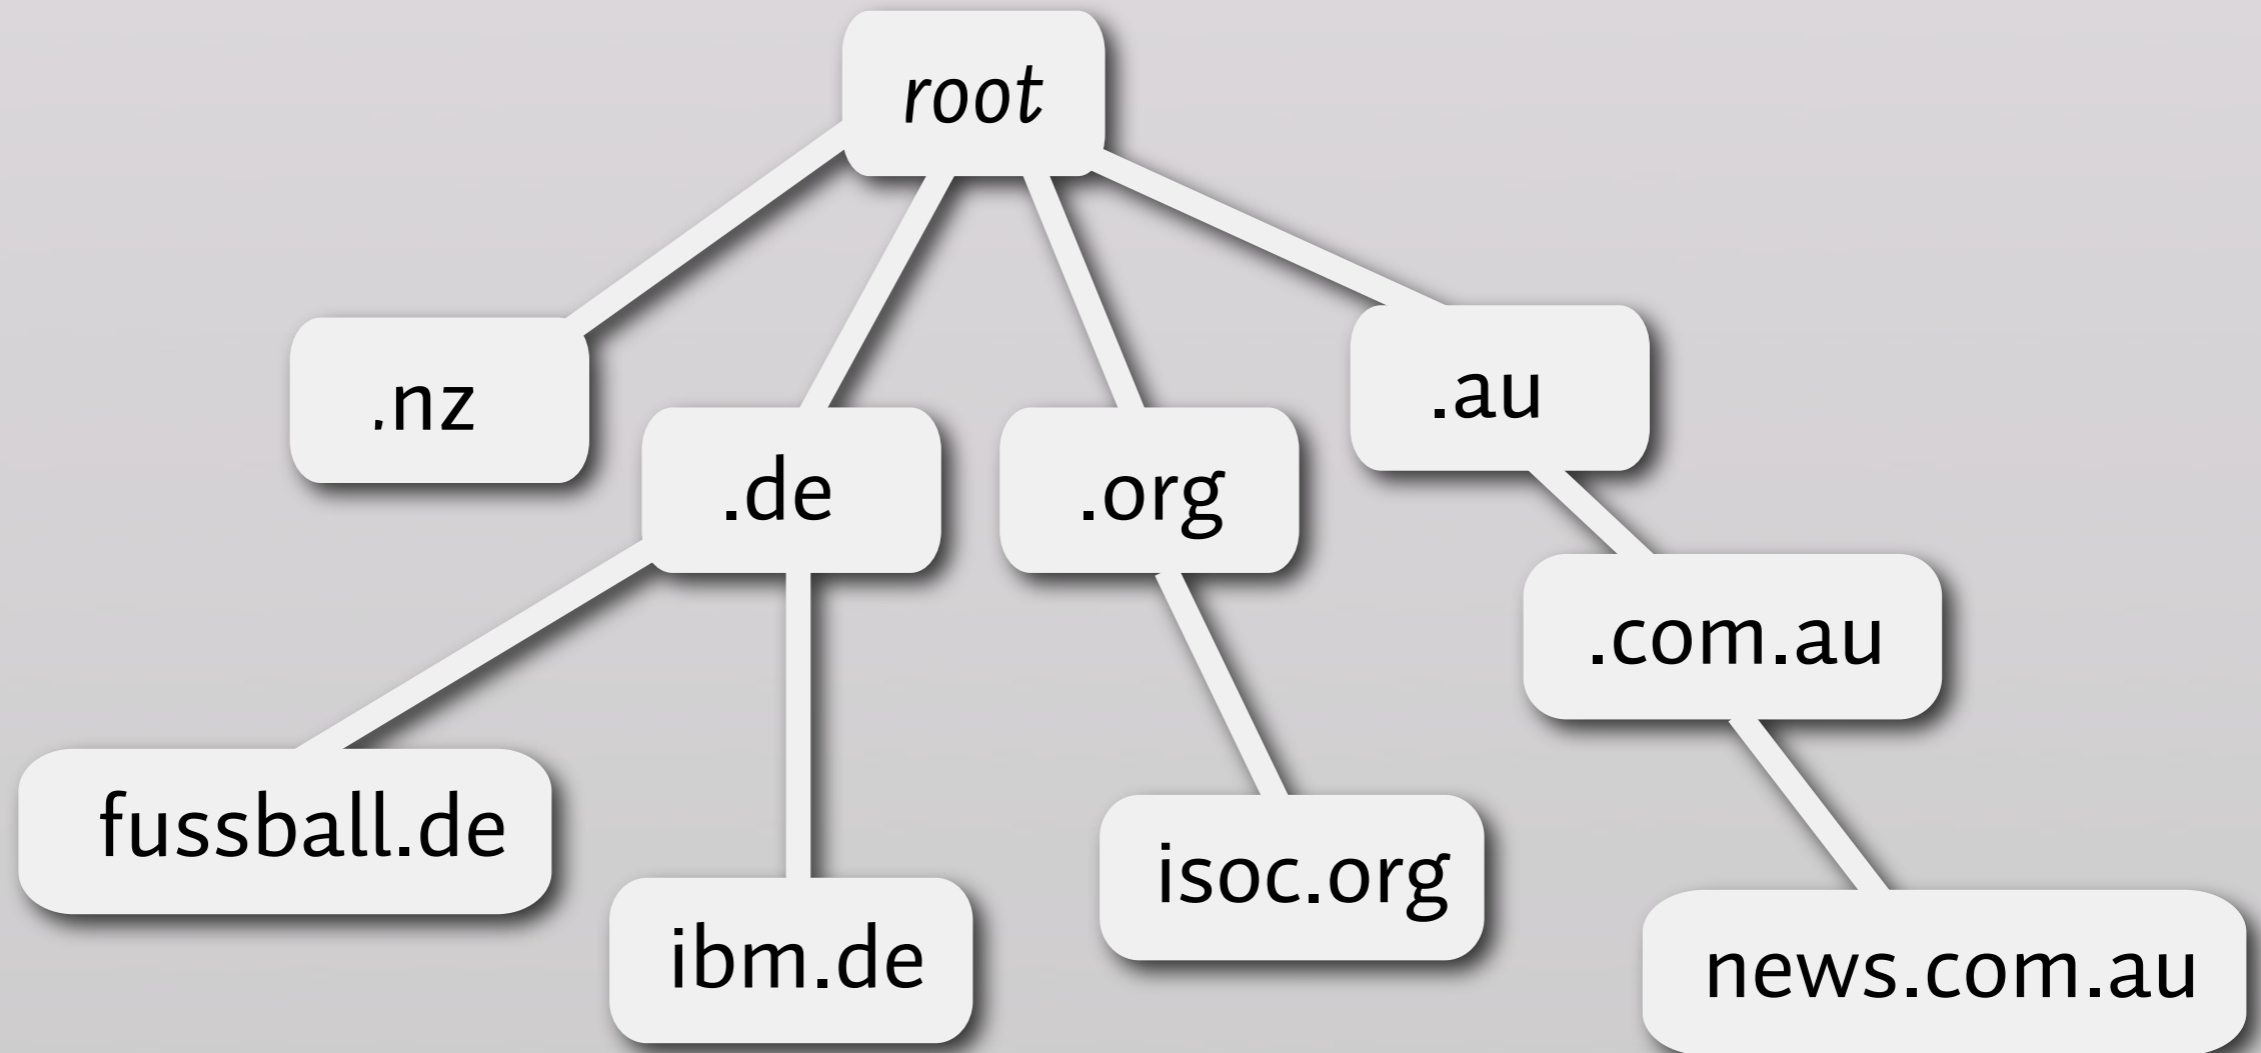 root
.nz
.de
.org
.au
.com.au
fussball.de
ibm.de
isoc.org
news.com.au